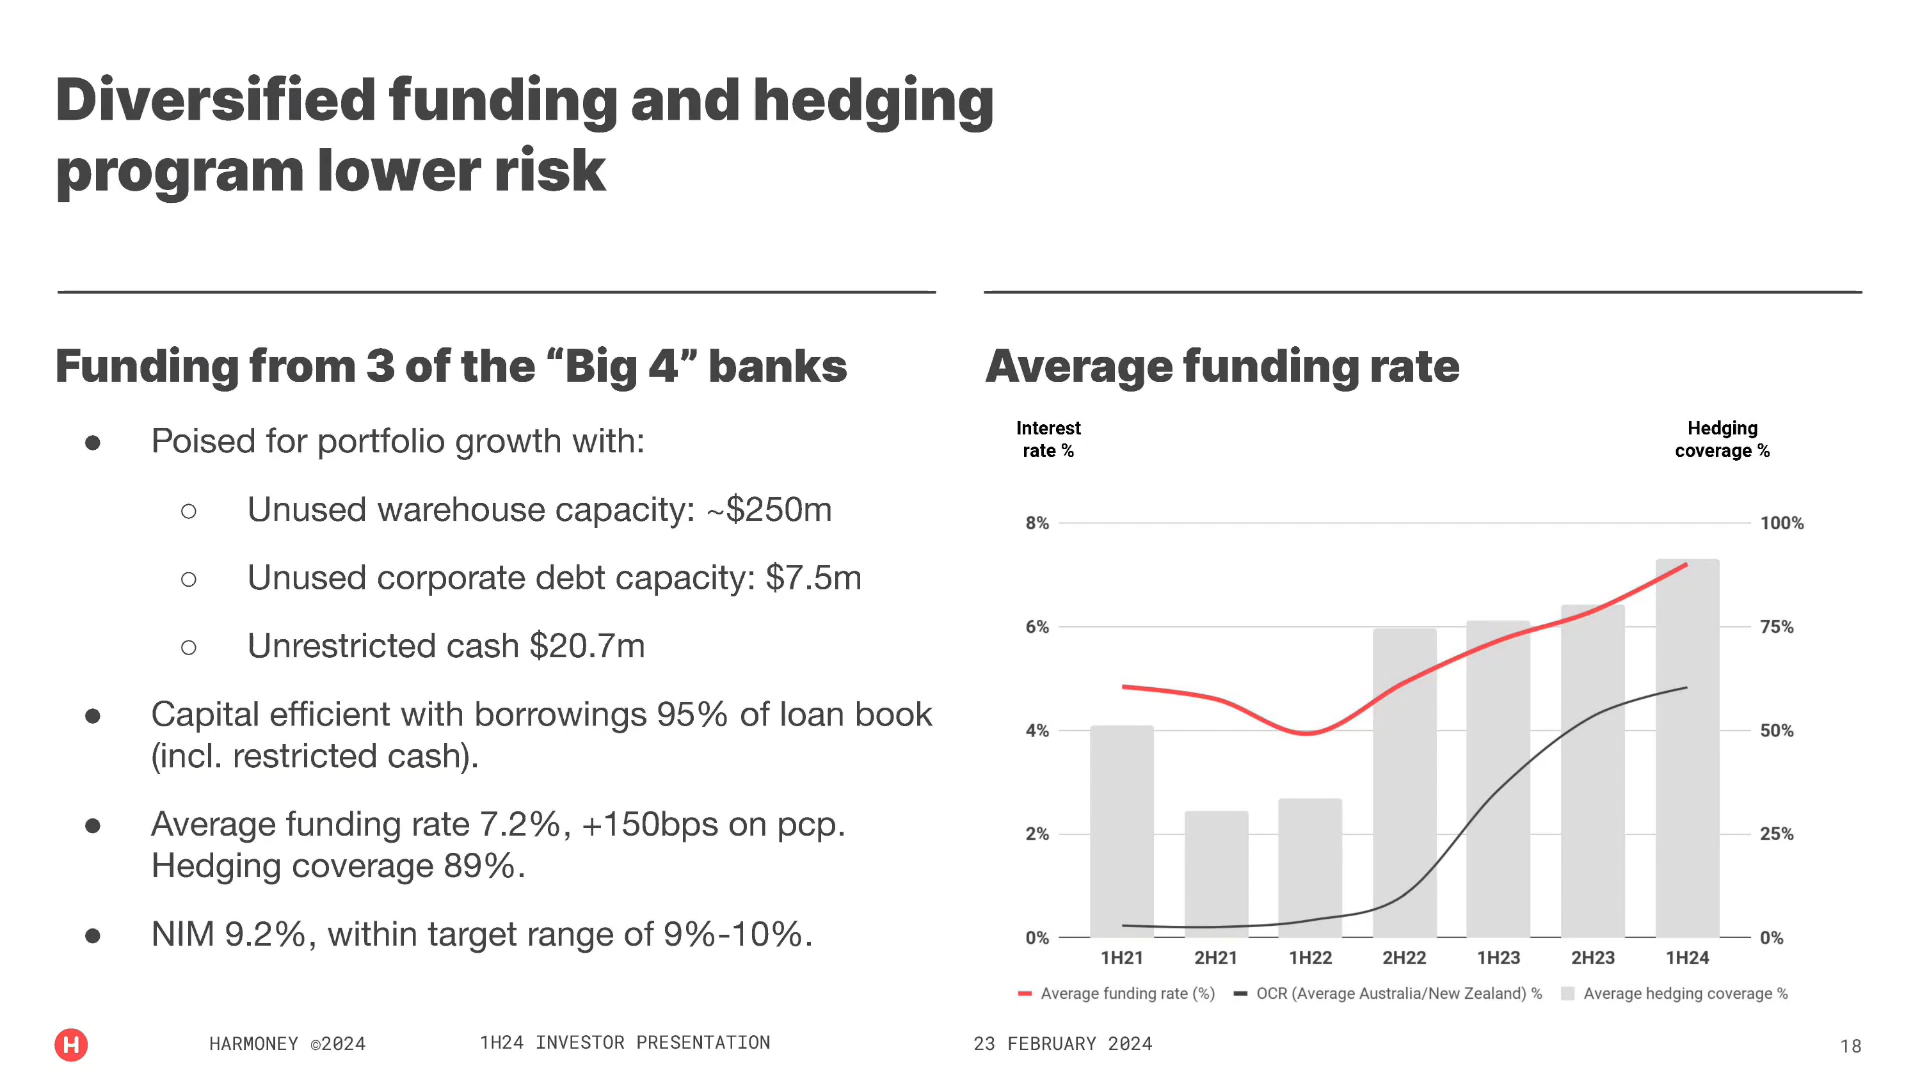 Diversified funding and hedging
program lower risk
Funding from 3 of the “Big 4” banks
● Poised for portfolio growth with:
○ Unused warehouse capacity: ~$250m
○ Unused corporate debt capacity: $7.5m
○ Unrestricted cash $20.7m
● Capital efficient with borrowings 95% of loan book
(incl. restricted cash).
● Average funding rate 7.2%, +150bps on pcp.
Hedging coverage 89%.
● NIM 9.2%, within target range of 9%-10%.
Average funding rate
Interest
rate %
Hedging
coverage %
8% 100%
6% 75%
4% 50%
2% 25%
0% 0%
1H21 2H21 1H22 2H22 1H23 2H23 1H24
Average funding rate (%) OCR (Average Australia/New Zealand) % Average hedging coverage %
H HARMONEY ©2024 1H24 INVESTOR PRESENTATION 23 FEBRUARY 2024 18